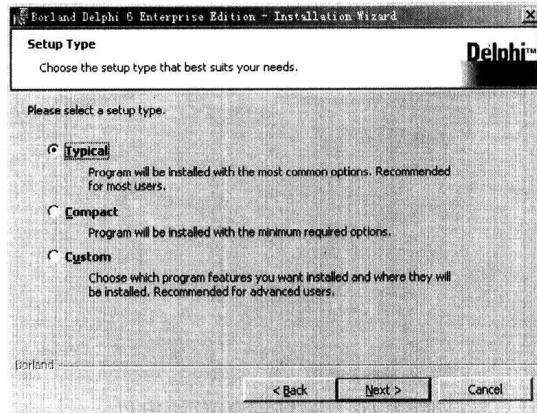 Borland Delphi 6 Enterprise Edition - Installation Wizard
Setup Type
Choose the setup type that best suits your needs.
Delphi™
Please select a setup type.
Typical
Program will be installed with the most common options. Recommended
for most users.
Compact
Program will be installed with the minimum required options.
Custom
Choose which program features you want installed and where they will
be installed. Recommended for advanced users.
Borland
< Back
Next >
Cancel